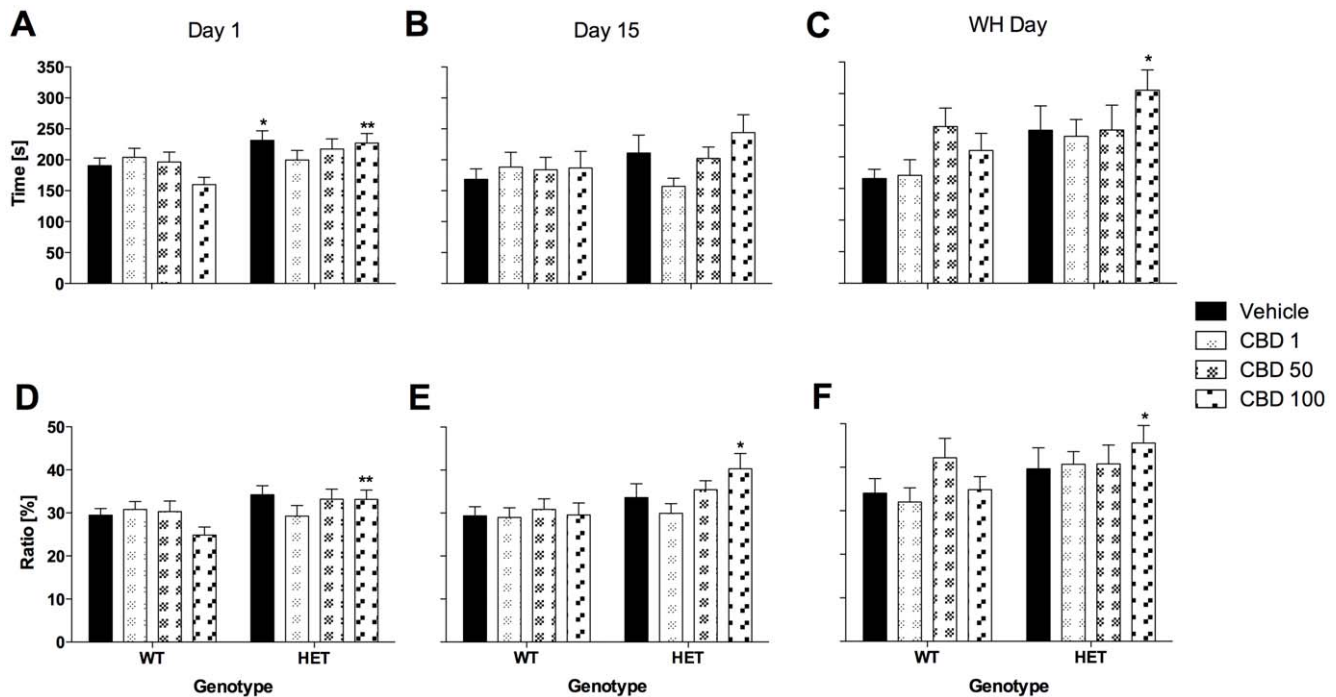 A
Day 1
B
Day 15
C
WH Day
Time [s]
350
300
250
200
150
100
50
0
*
**
*
Vehicle
CBD 1
CBD 50
CBD 100
D
E
F
Ratio [%]
50
40
30
20
10
0
**
*
*
WT
HET
WT
HET
WT
HET
Genotype
Genotype
Genotype